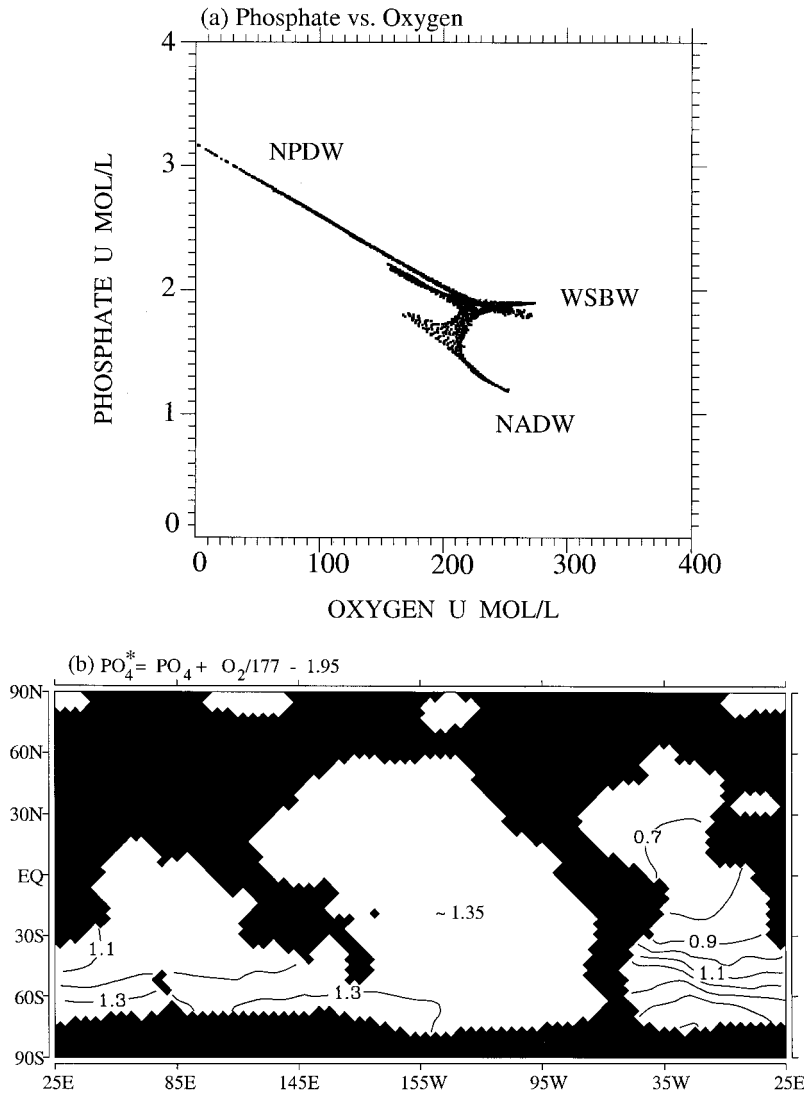 (a) Phosphate vs. Oxygen
4
3
2
1
0
NPDW
WSBW
NADW
PHOSPHATE U MOL/L
0 100 200 300 400
OXYGEN U MOL/L
(b) PO4* = PO4 + O2/177 - 1.95
90N
60N
30N
EQ
30S
60S
90S
0.7
~ 1.35
0.9
1.1
1.1
1.3
1.3
25E 85E 145E 155W 95W 35W 25E